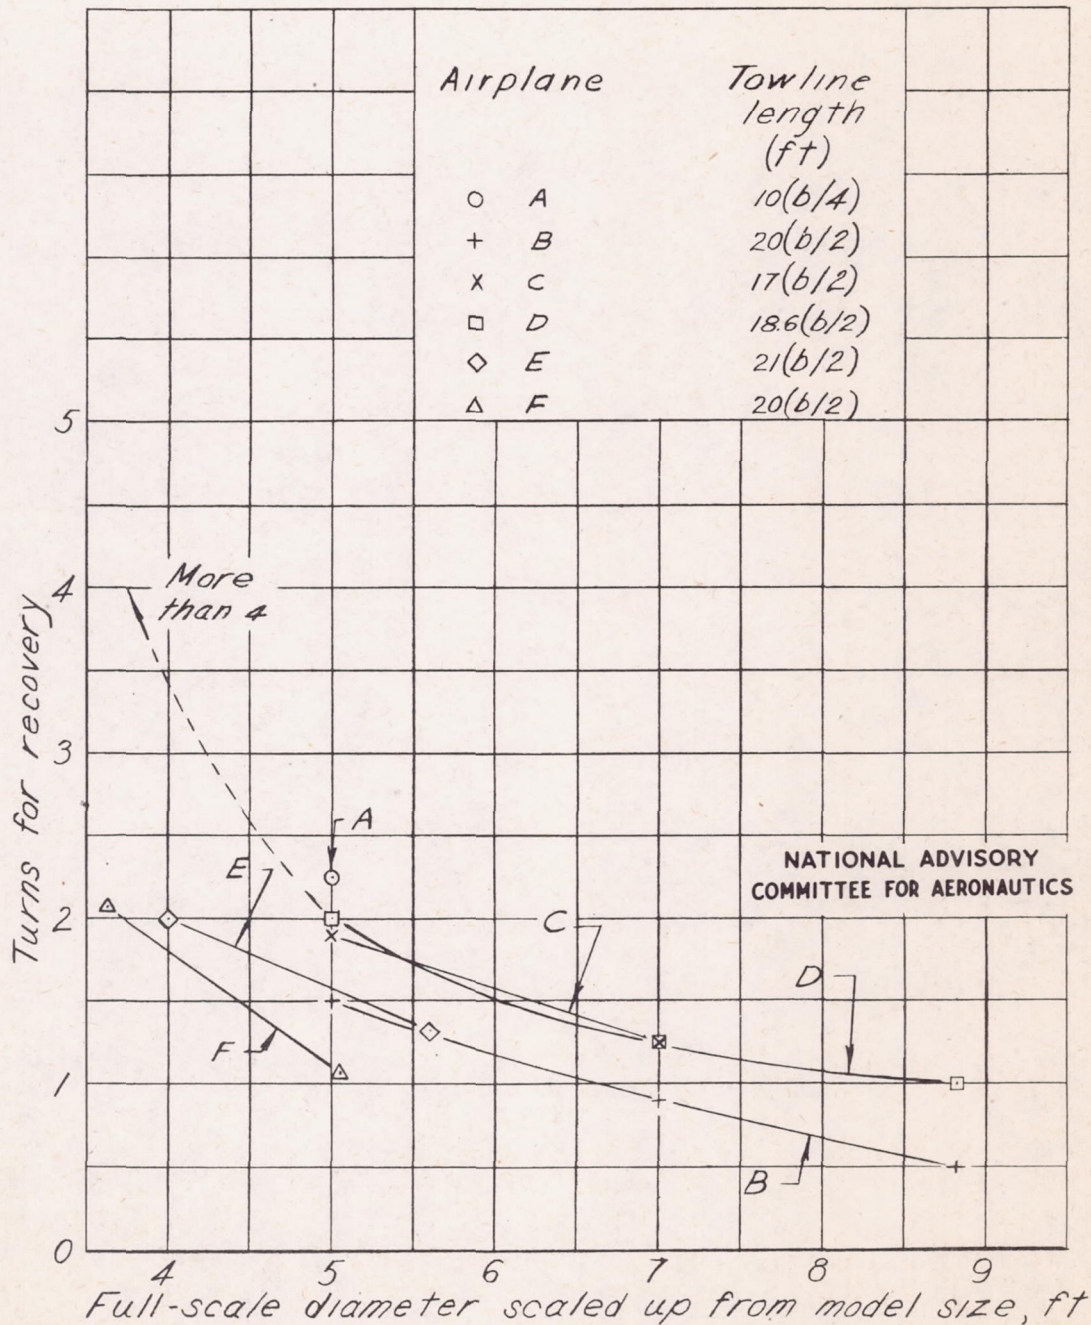 Airplane Towline
length
(ft)
○ A 10(b/4)
+ B 20(b/2)
x C 17(b/2)
□ D 18.6(b/2)
◇ E 21(b/2)
△ F 20(b/2)
5
4
More
than 4
3
A
E
NATIONAL ADVISORY
COMMITTEE FOR AERONAUTICS
2
C
D
F
1
B
0
4 5 6 7 8 9
Turns for recovery
Full-scale diameter scaled up from model size, ft